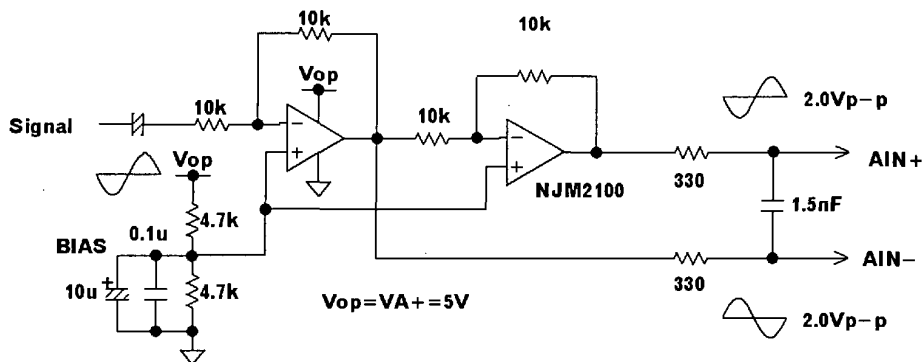 10k
10k
Vop
2.0Vp-p
10k
10k
Signal
AIN+
Vop
330
NJM2100
4.7k
1.5nF
BIAS
0.1u
AIN-
10u
+
4.7k
330
Vop=VA+=5V
2.0Vp-p